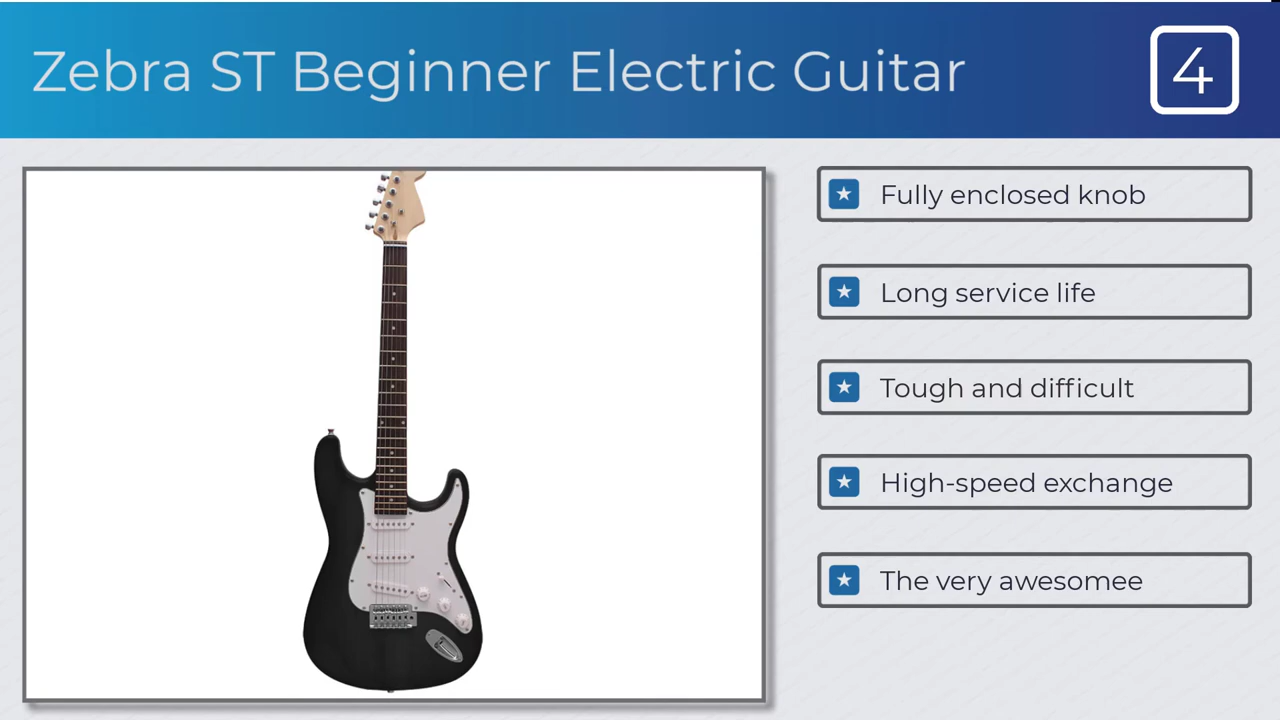 Zebra ST Beginner Electric Guitar
4
Fully enclosed knob
Long service life
Tough and difficult
High-speed exchange
The very awesomee